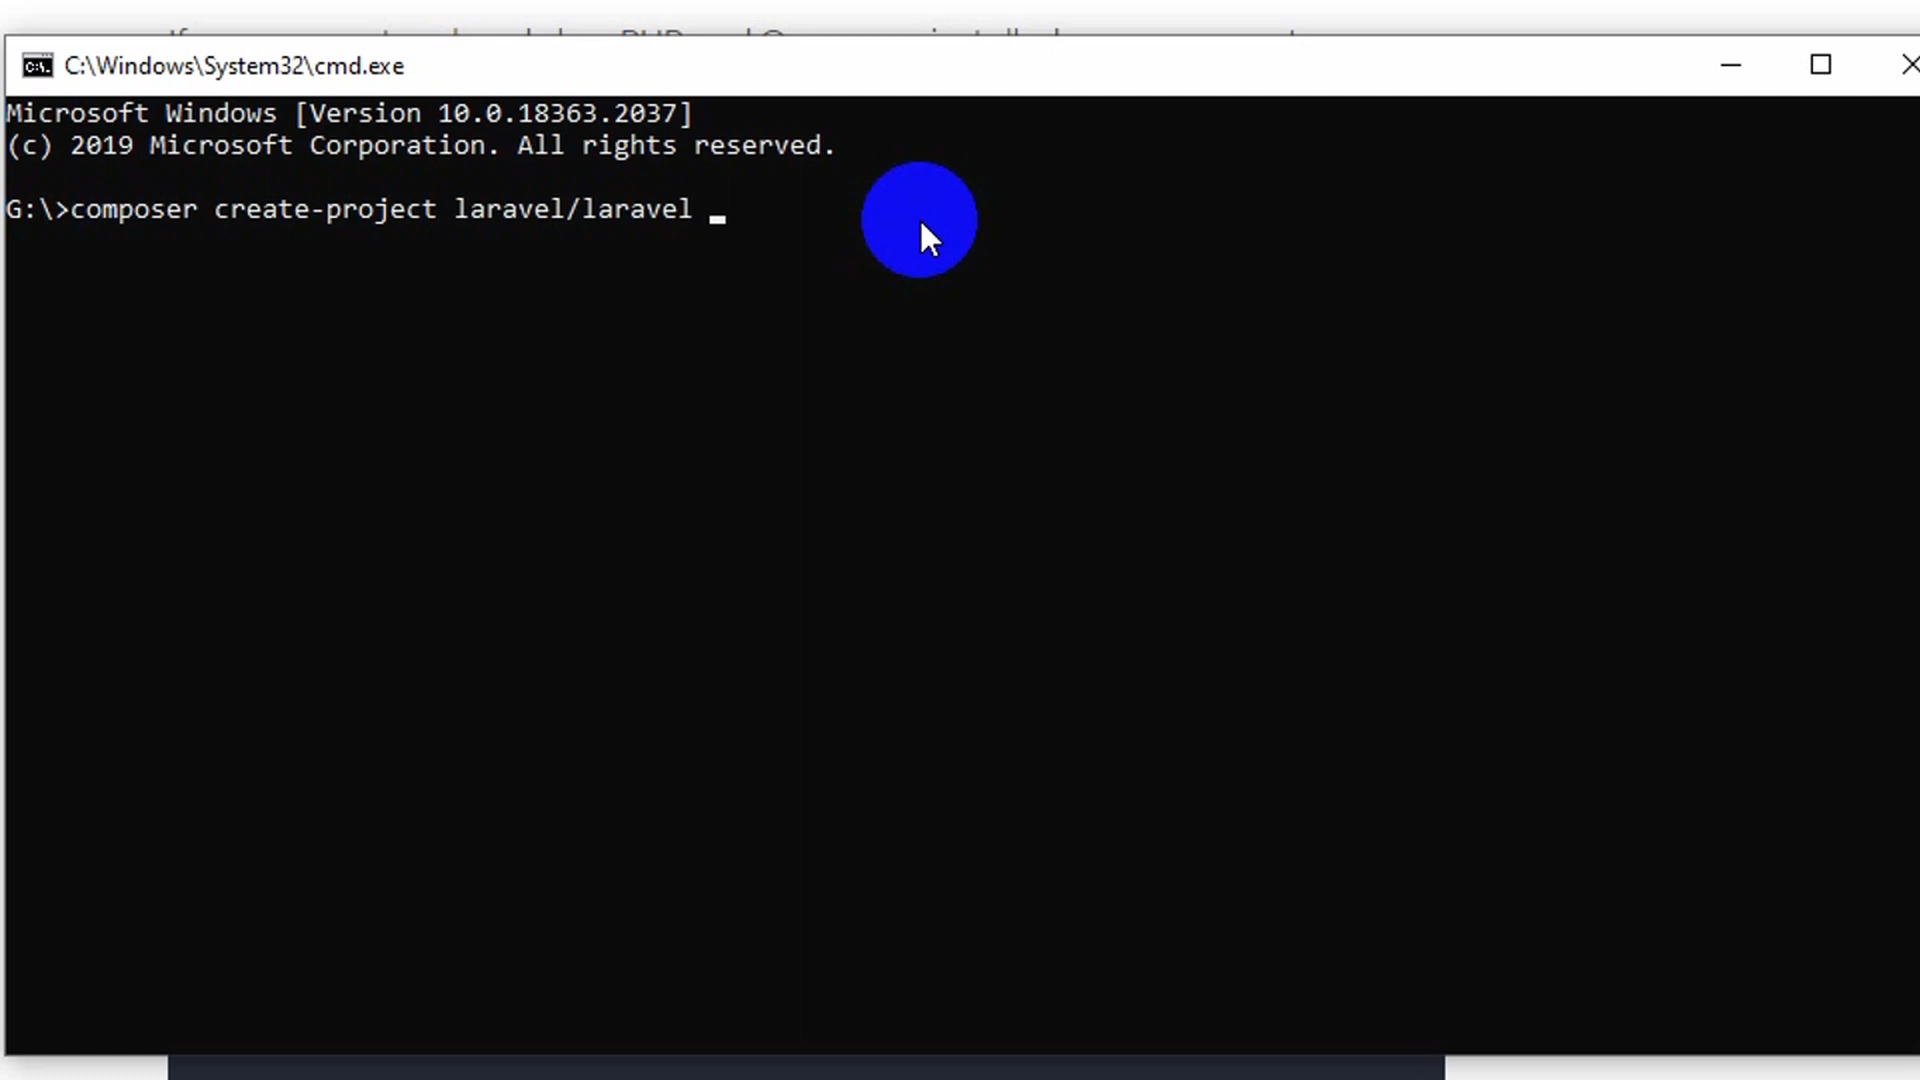 C:\Windows\System32\cmd.exe
Microsoft Windows [Version 10.0.18363.2037]
(c) 2019 Microsoft Corporation. All rights reserved.
G:\>composer create-project laravel/laravel